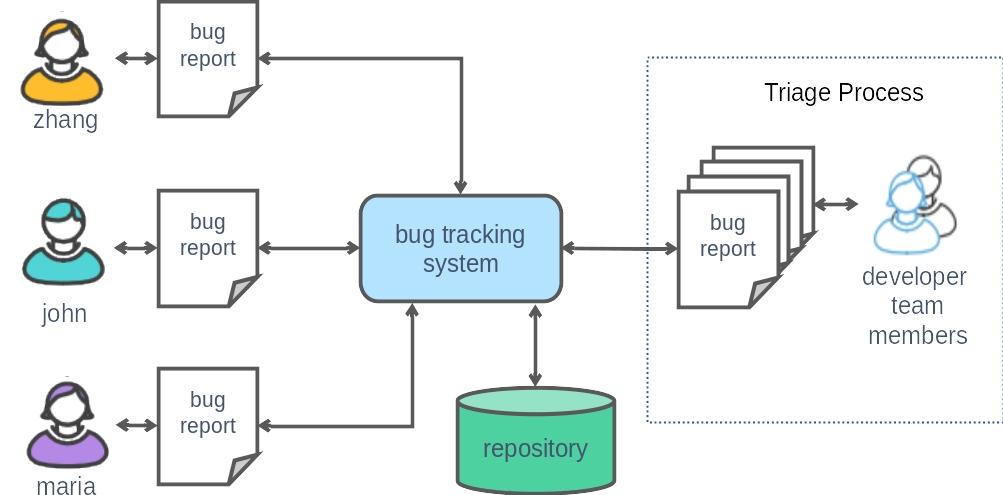 bug
report
zhang
Triage Process
bug
report
john
bug tracking
system
bug
report
developer
team
members
bug
report
maria
repository